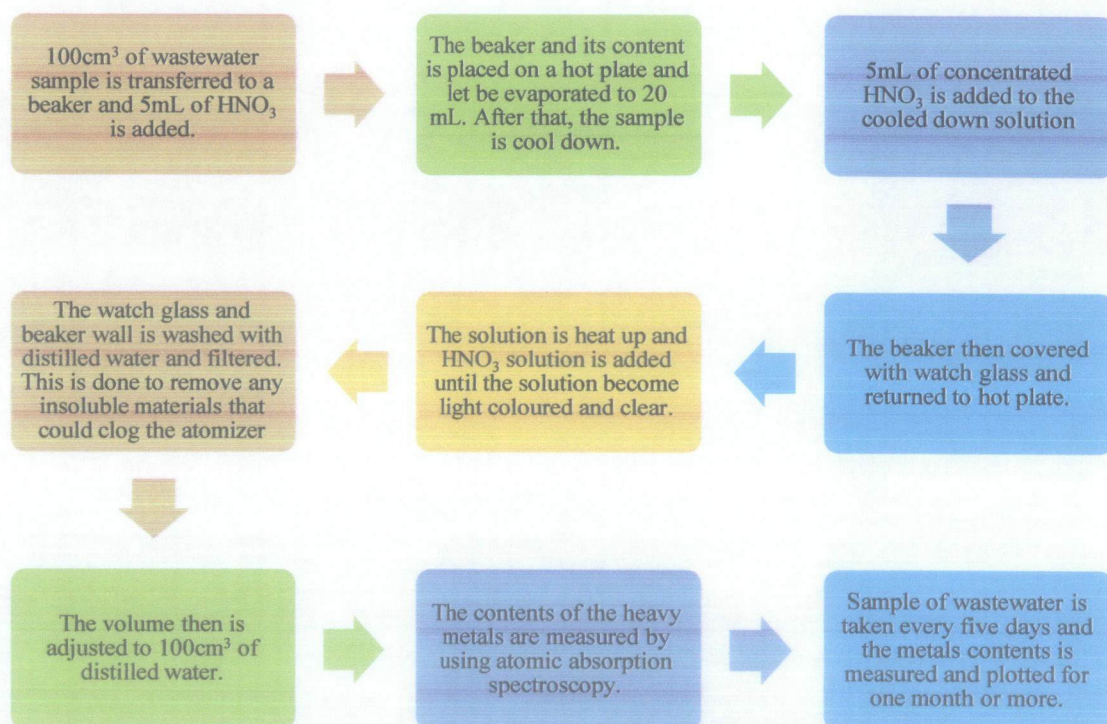 100cm³ of wastewater
sample is transferred to a
beaker and 5mL of HNO₃
is added.
The beaker and its content
is placed on a hot plate and
let be evaporated to 20
mL. After that, the sample
is cool down.
5mL of concentrated
HNO₃ is added to the
cooled down solution
The beaker then covered
with watch glass and
returned to hot plate.
The solution is heat up and
HNO₃ solution is added
until the solution become
light coloured and clear.
The watch glass and
beaker wall is washed with
distilled water and filtered.
This is done to remove any
insoluble materials that
could clog the atomizer
The volume then is
adjusted to 100cm³ of
distilled water.
The contents of the heavy
metals are measured by
using atomic absorption
spectroscopy.
Sample of wastewater is
taken every five days and
the metals contents is
measured and plotted for
one month or more.